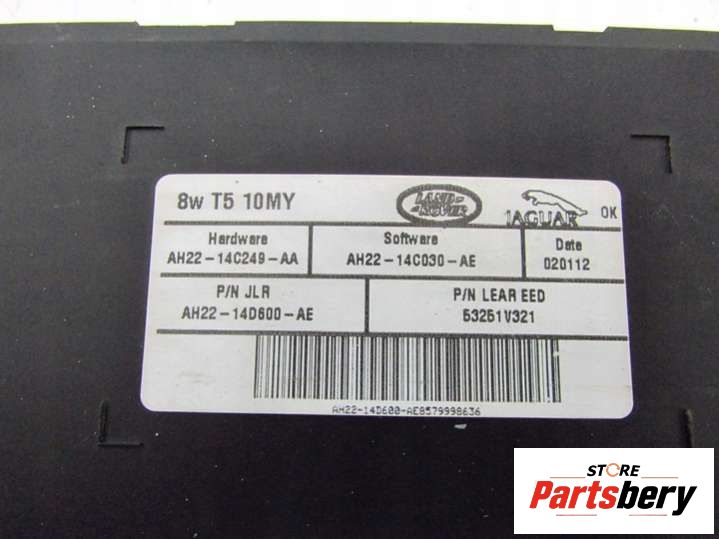 8w T5 10MY
LAND-
-ROVER
JAGUAR
OK
Hardware
AH22-14C249-AA
Software
AH22-14C030-AE
Date
020112
P/N JLR
AH22-14D600-AE
P/N LEAR EED
53251V321
AH22-14D600-AE8579998636
STORE
Partsbery